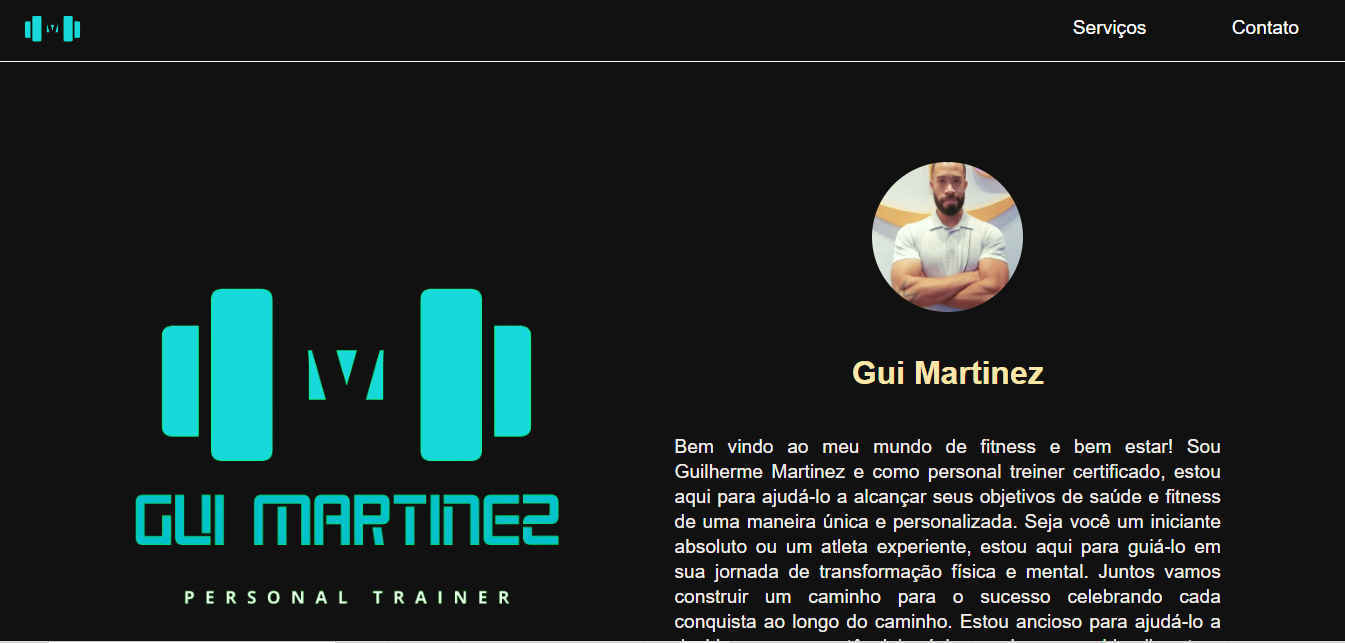 Serviços
Contato
GUI MARTINEZ
PERSONAL TRAINER
Gui Martinez
Bem vindo ao meu mundo de fitness e bem estar! Sou
Guilherme Martinez e como personal treiner certificado, estou
aqui para ajudá-lo a alcançar seus objetivos de saúde e fitness
de uma maneira única e personalizada. Seja você um iniciante
absoluto ou um atleta experiente, estou aqui para guiá-lo em
sua jornada de transformação física e mental. Juntos vamos
construir um caminho para o sucesso celebrando cada
conquista ao longo do caminho. Estou ancioso para ajudá-lo a